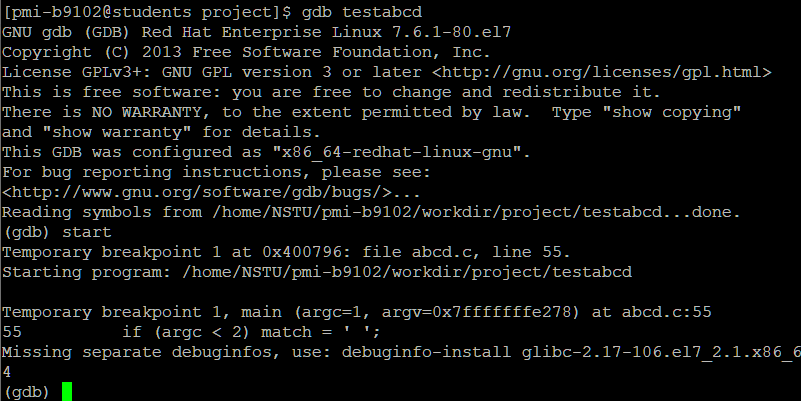 [pmi-b9102@students project]$ gdb testabcd
GNU gdb (GDB) Red Hat Enterprise Linux 7.6.1-80.el7
Copyright (C) 2013 Free Software Foundation, Inc.
License GPLv3+: GNU GPL version 3 or later <http://gnu.org/licenses/gpl.html>
This is free software: you are free to change and redistribute it.
There is NO WARRANTY, to the extent permitted by law.  Type "show copying"
and "show warranty" for details.
This GDB was configured as "x86_64-redhat-linux-gnu".
For bug reporting instructions, please see:
<http://www.gnu.org/software/gdb/bugs/>...
Reading symbols from /home/NSTU/pmi-b9102/workdir/project/testabcd...done.
(gdb) start
Temporary breakpoint 1 at 0x400796: file abcd.c, line 55.
Starting program: /home/NSTU/pmi-b9102/workdir/project/testabcd

Temporary breakpoint 1, main (argc=1, argv=0x7fffffffe278) at abcd.c:55
55          if (argc < 2) match = ' ';
Missing separate debuginfos, use: debuginfo-install glibc-2.17-106.el7_2.1.x86_6
4
(gdb)